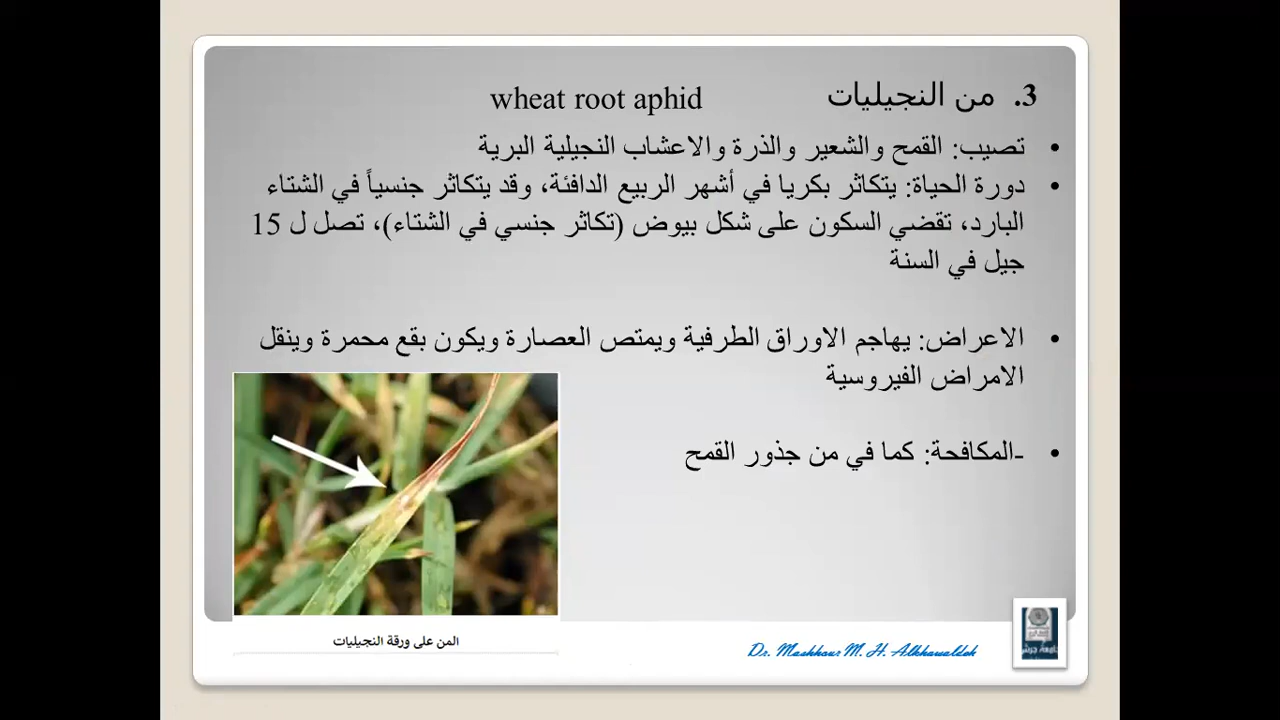 3. من النجيليات wheat root aphid
• تصيب: القمح والشعير والذرة والاعشاب النجيلية البرية
• دورة الحياة: يتكاثر بكريا في أشهر الربيع الدافئة، وقد يتكاثر جنسياً في الشتاء
البارد، تقضي السكون على شكل بيوض (تكاثر جنسي في الشتاء)، تصل ل 15
جيل في السنة
• الاعراض: يهاجم الاوراق الطرفية ويمتص العصارة ويكون بقع محمرة وينقل
الامراض الفيروسية
• -المكافحة: كما في من جذور القمح
المن على ورقة النجيليات
Dr. Mashhour M. H. Alkhawaldeh